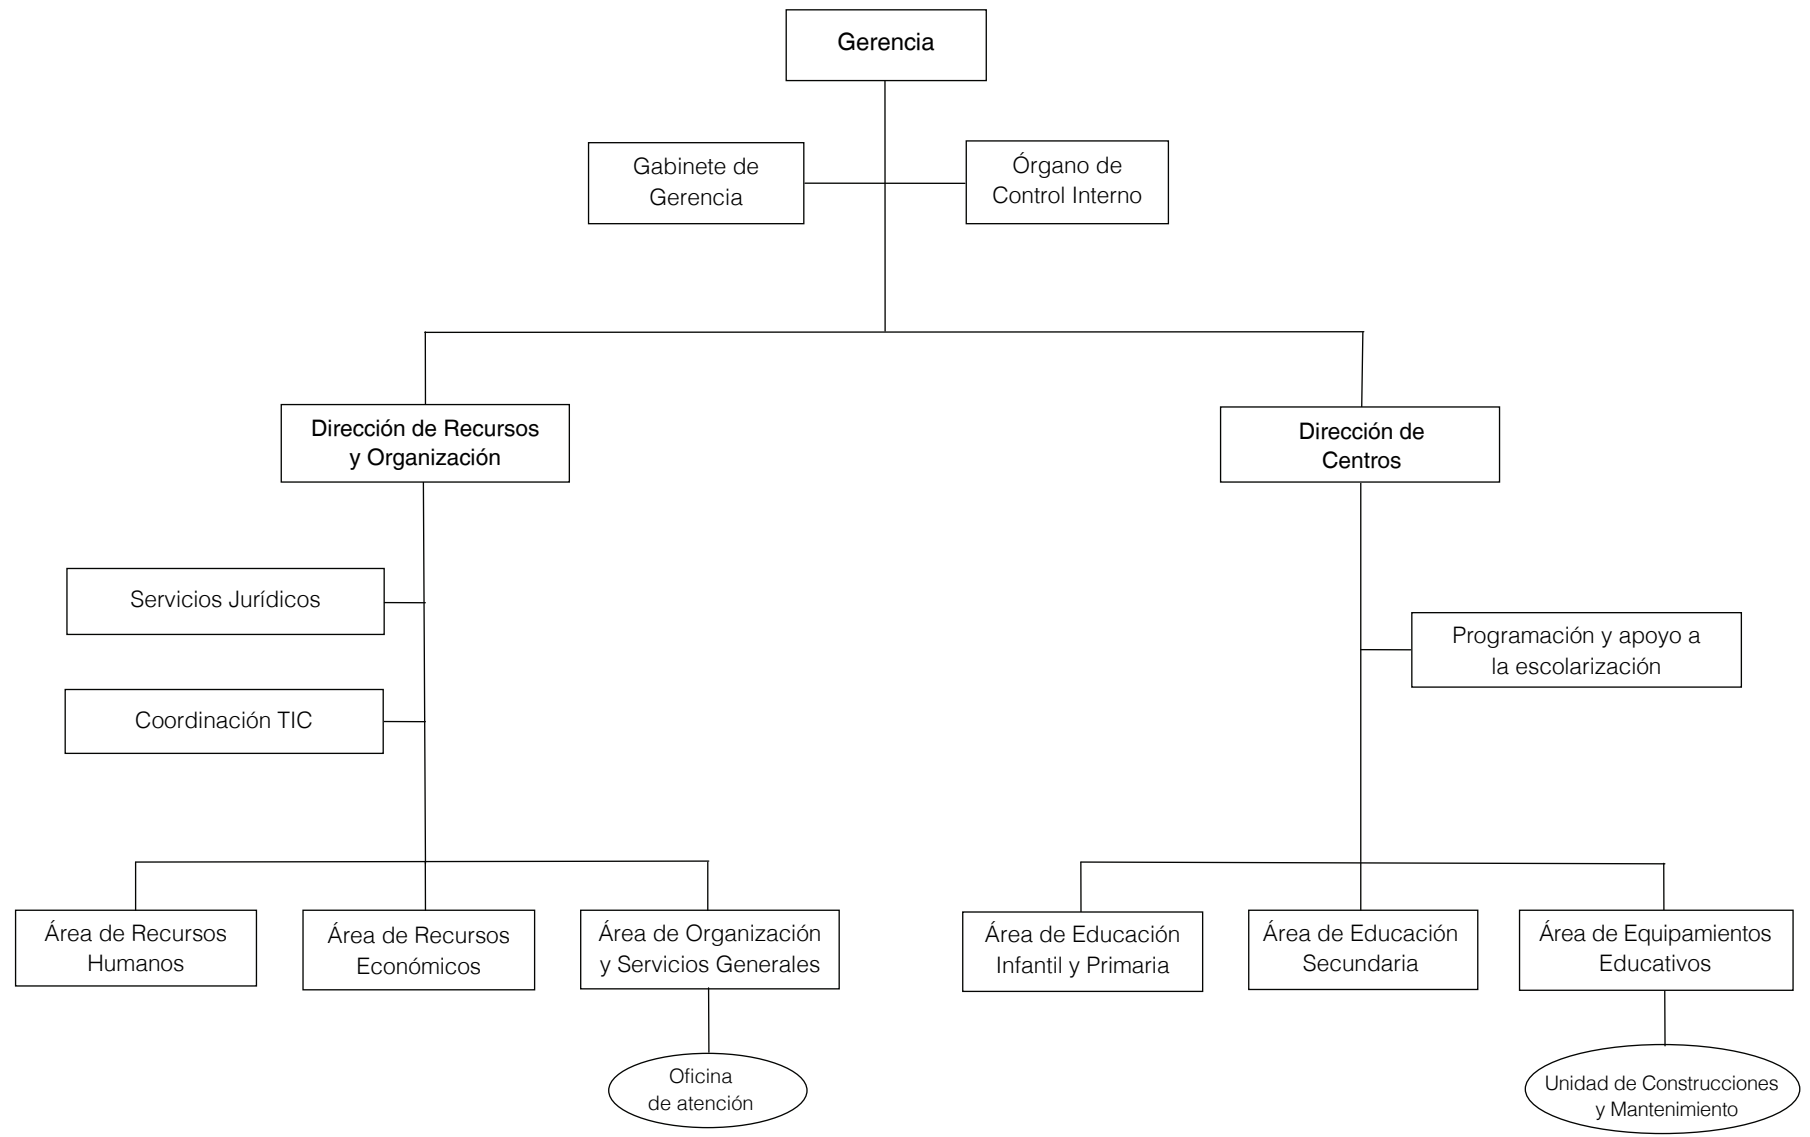 Gerencia
Gabinete de
Gerencia
Órgano de
Control Interno
Dirección de Recursos
y Organización
Dirección de
Centros
Servicios Jurídicos
Coordinación TIC
Programación y apoyo a
la escolarización
Área de Recursos
Humanos
Área de Recursos
Económicos
Área de Organización
y Servicios Generales
Área de Educación
Infantil y Primaria
Área de Educación
Secundaria
Área de Equipamientos
Educativos
Oficina
de atención
Unidad de Construcciones
y Mantenimiento